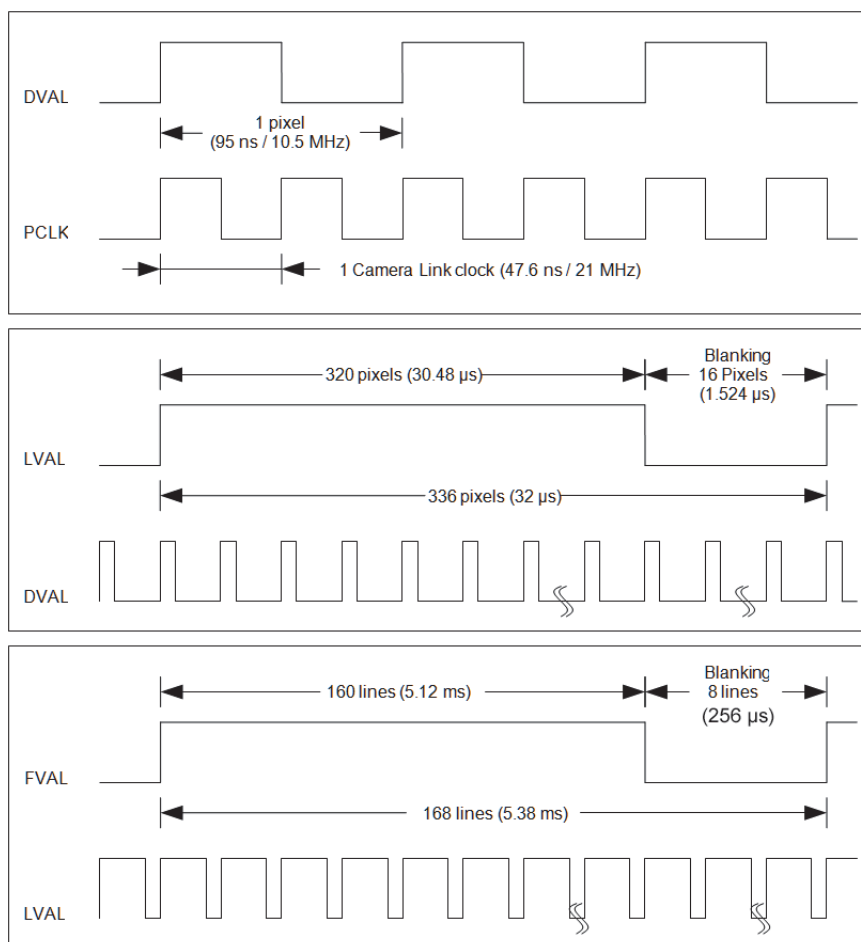 DVAL
1 pixel
(95 ns / 10.5 MHz)
PCLK
1 Camera Link clock (47.6 ns / 21 MHz)
320 pixels (30.48 µs)
Blanking
16 Pixels
(1.524 µs)
LVAL
336 pixels (32 µs)
DVAL
160 lines (5.12 ms)
Blanking
8 lines
(256 µs)
FVAL
168 lines (5.38 ms)
LVAL